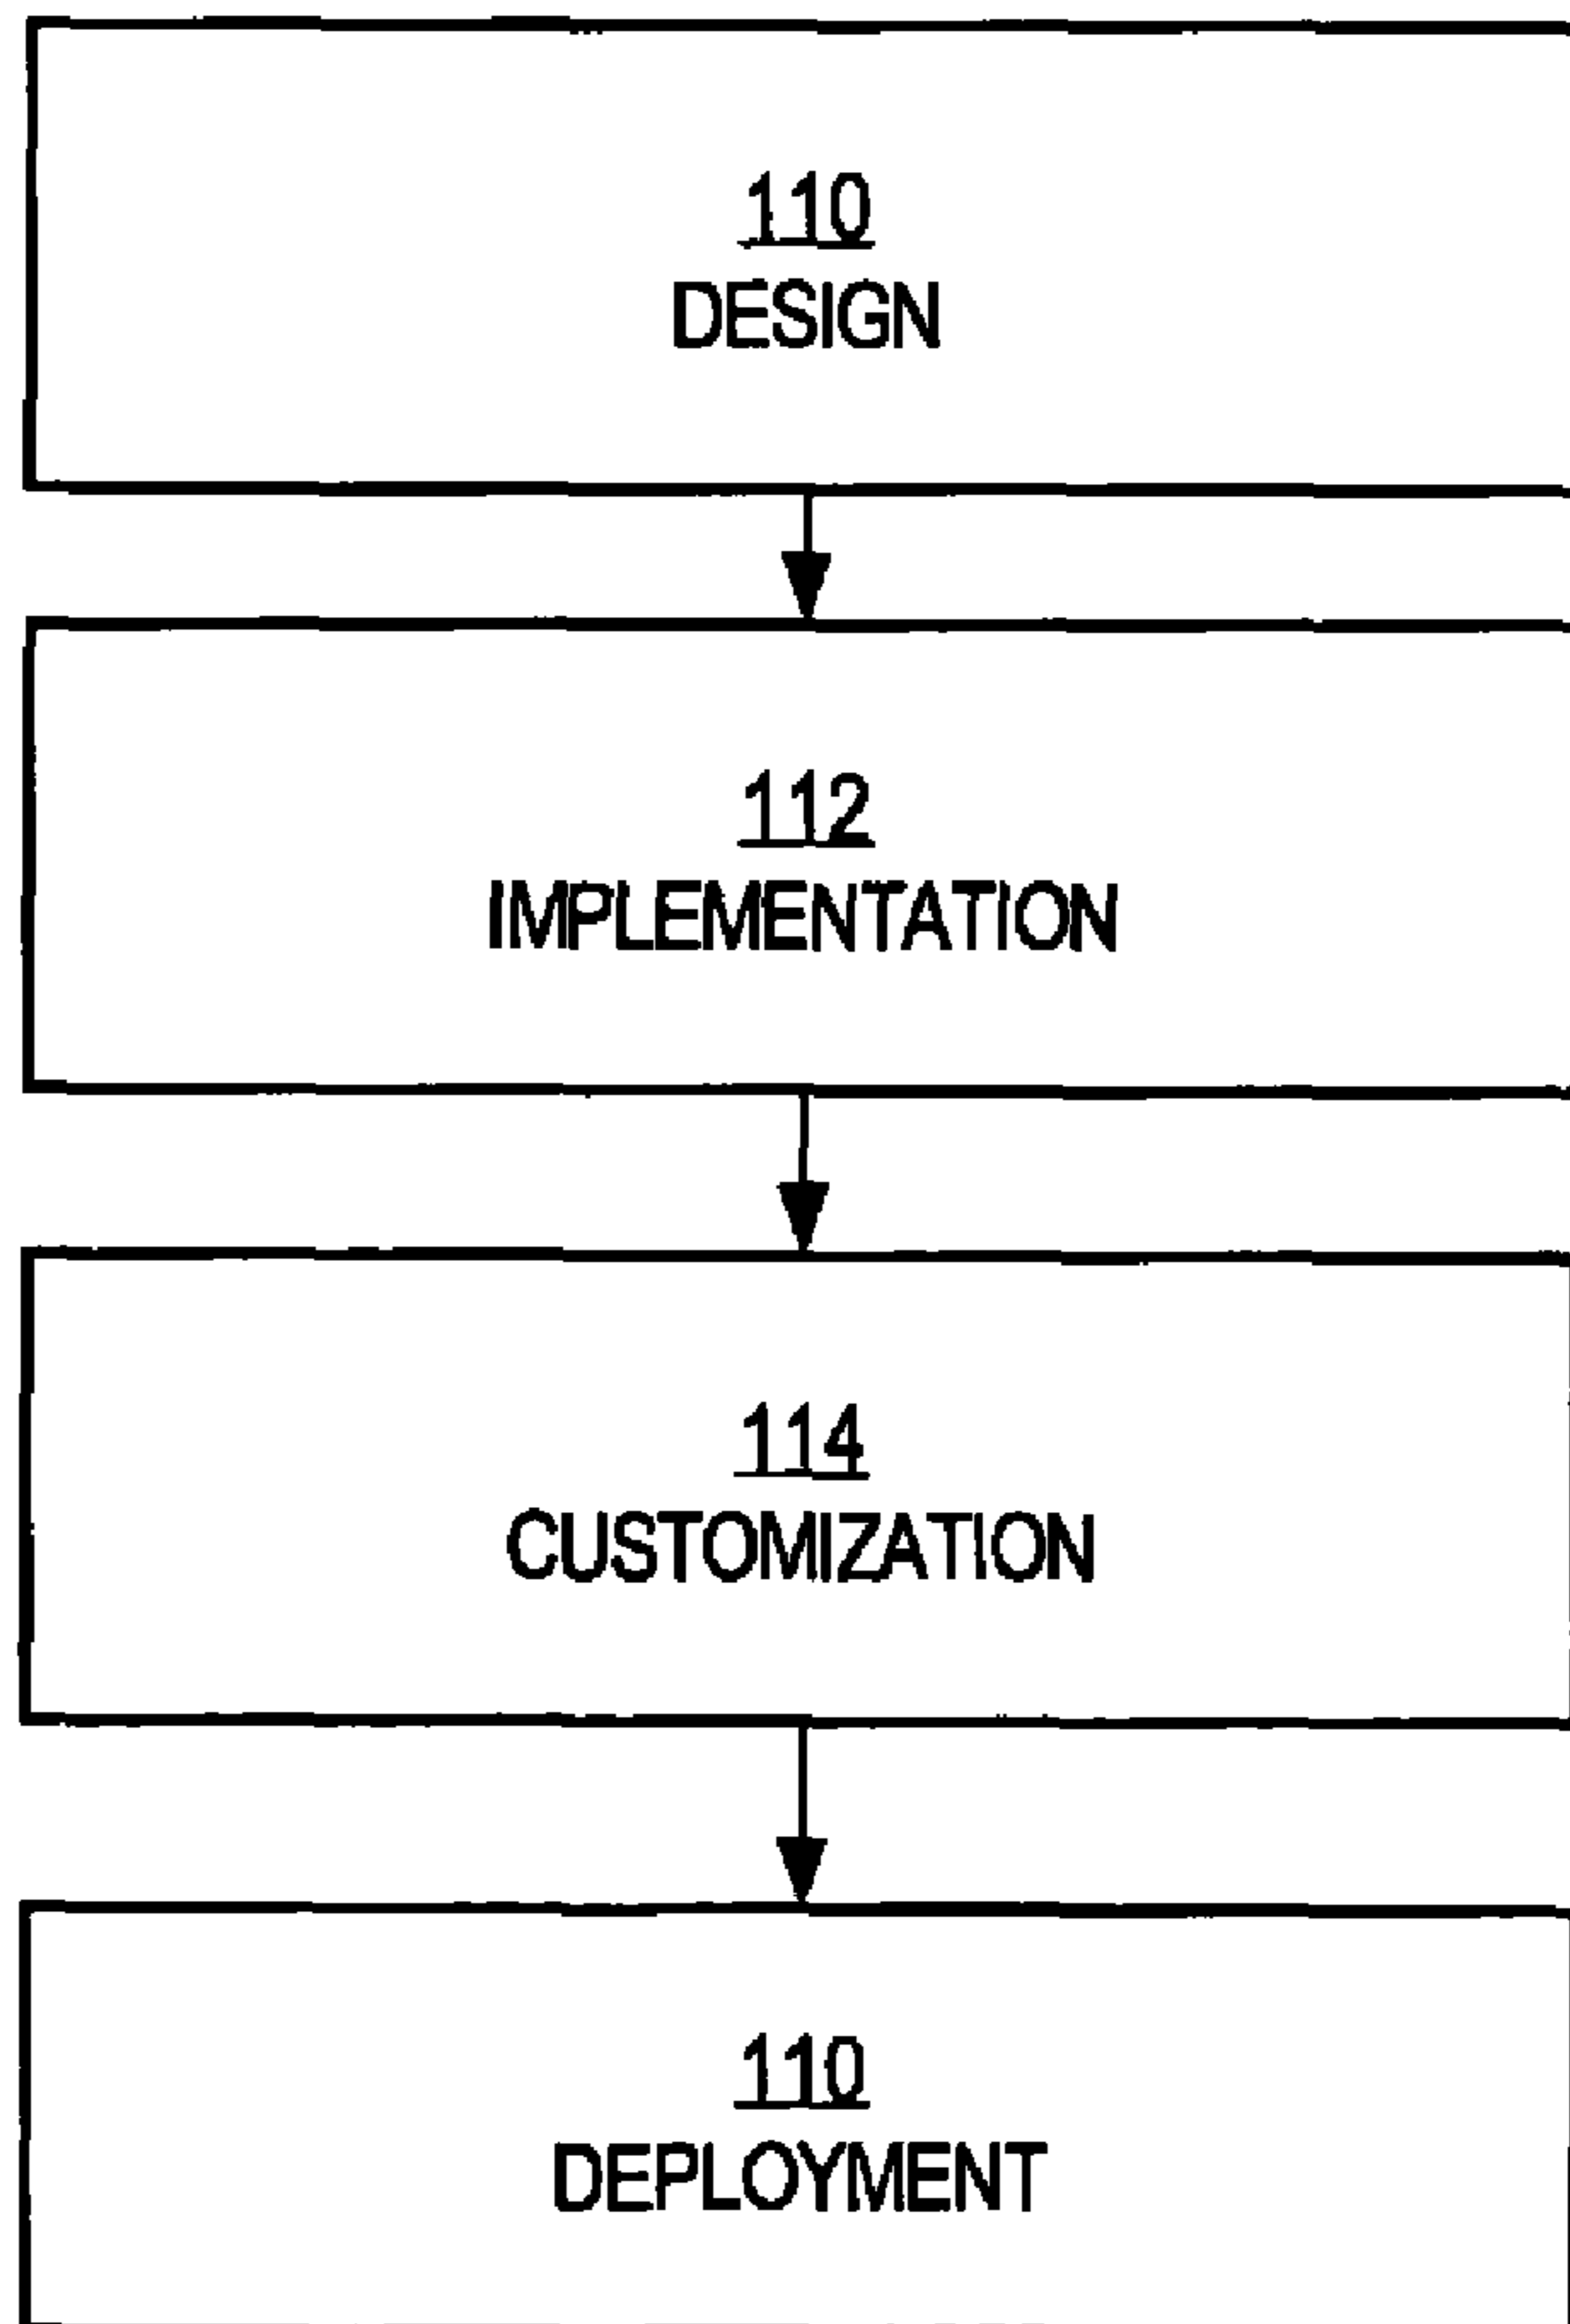 110
DESIGN
112
IMPLEMENTATION
114
CUSTOMIZATION
110
DEPLOYMENT